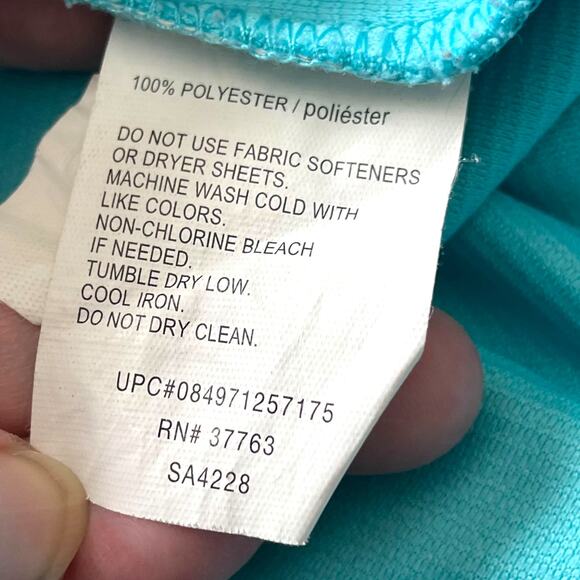 100% POLYESTER / poliéster
DO NOT USE FABRIC SOFTENERS
OR DRYER SHEETS.
MACHINE WASH COLD WITH
LIKE COLORS.
NON-CHLORINE BLEACH
IF NEEDED.
TUMBLE DRY LOW.
COOL IRON.
DO NOT DRY CLEAN.
UPC#084971257175
RN# 37763
SA4228